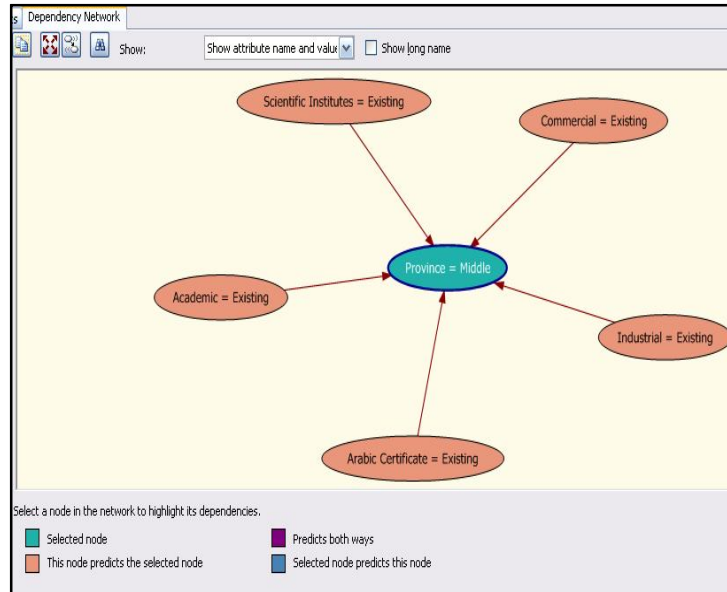 s Dependency Network
Show: Show attribute name and valu Show long name
Scientific Institutes = Existing
Commercial = Existing
Province = Middle
Academic = Existing
Industrial = Existing
Arabic Certificate = Existing
Select a node in the network to highlight its dependencies.
Selected node Predicts both ways
This node predicts the selected node Selected node predicts this node